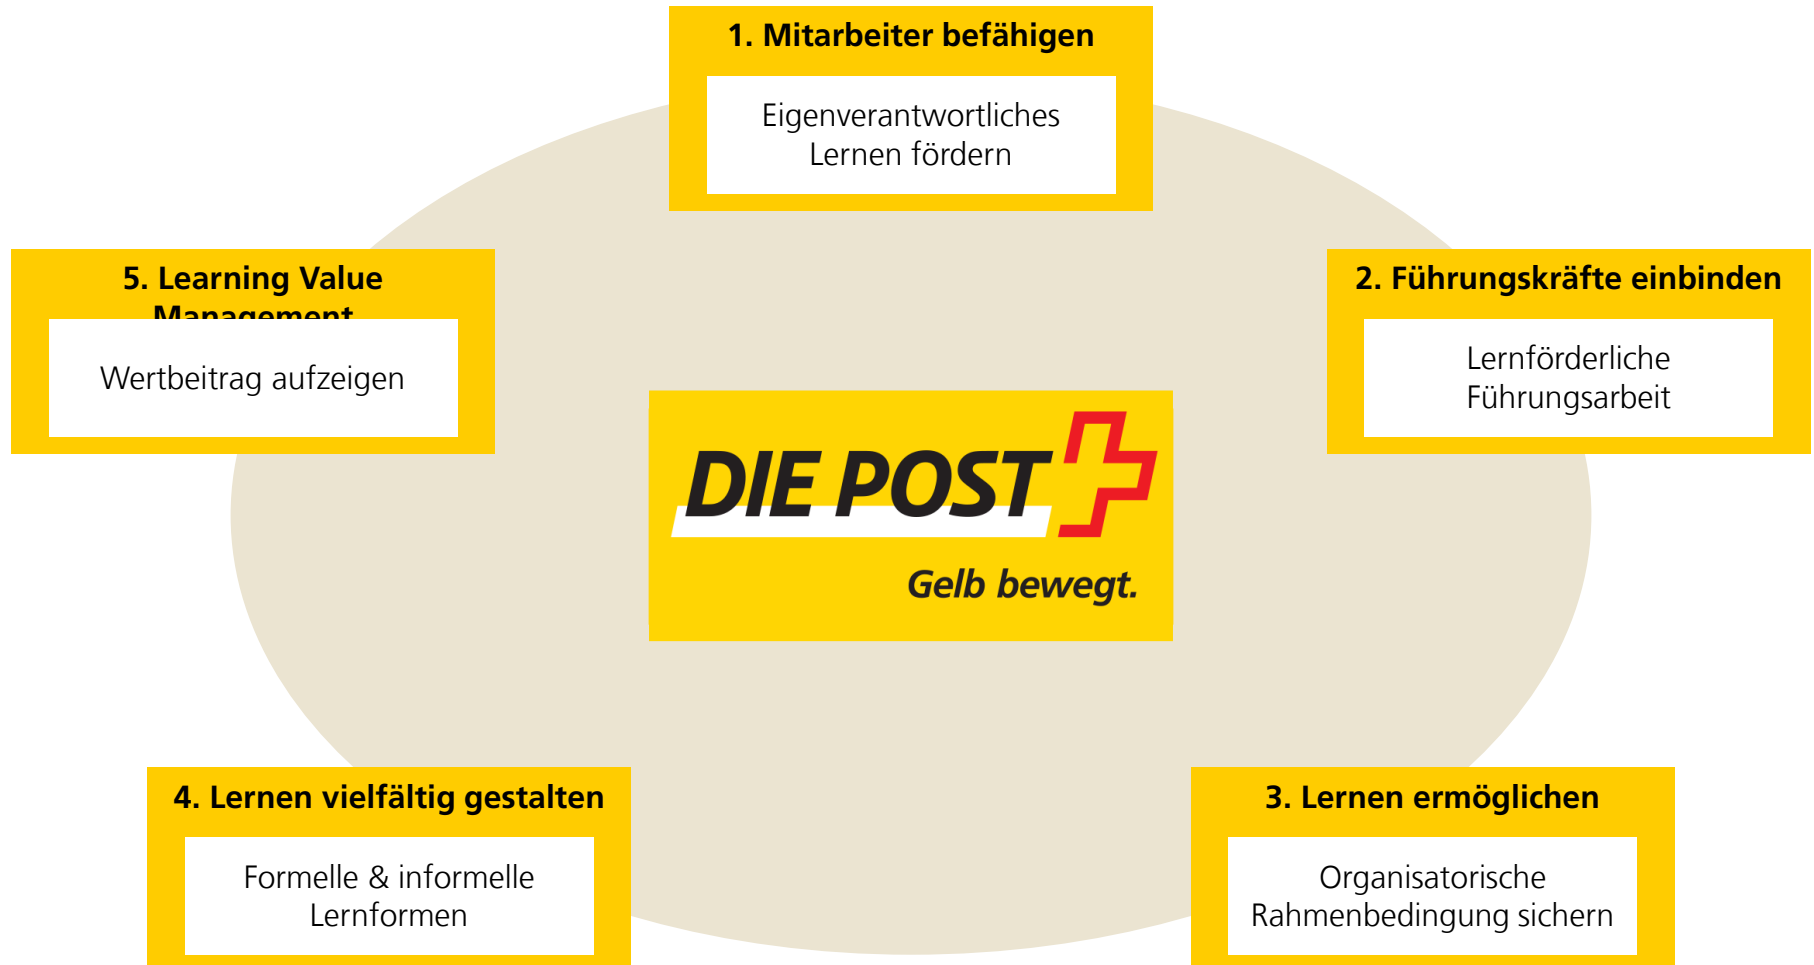 1. Mitarbeiter befähigen
Eigenverantwortliches
Lernen fördern
2. Führungskräfte einbinden
Lernförderliche
Führungsarbeit
3. Lernen ermöglichen
Organisatorische
Rahmenbedingung sichern
4. Lernen vielfältig gestalten
Formelle & informelle
Lernformen
5. Learning Value
Management
Wertbeitrag aufzeigen
DIE POST
Gelb bewegt.